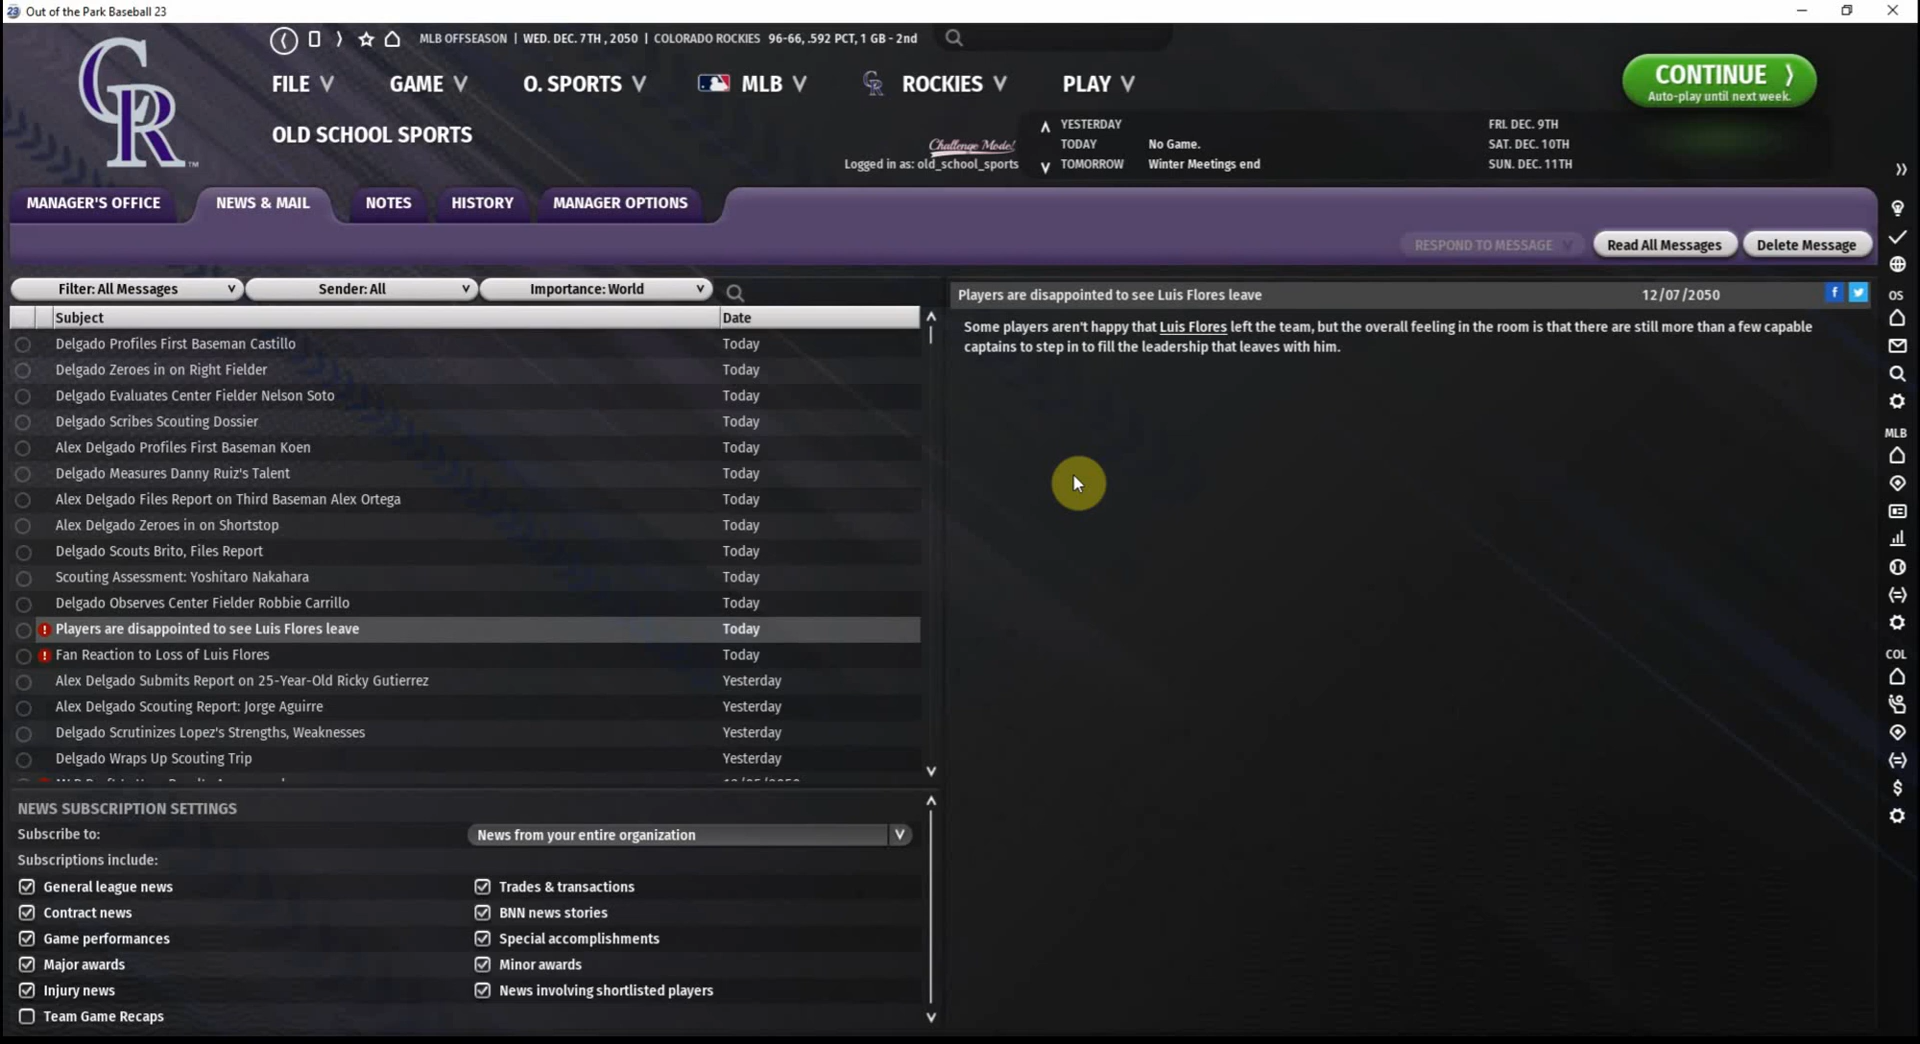 23 Out of the Park Baseball 23
MLB OFFSEASON | WED. DEC. 7TH , 2050 | COLORADO ROCKIES 96-66, .592 PCT, 1 GB - 2nd
FILE GAME O. SPORTS MLB ROCKIES PLAY
CONTINUE
Auto-play until next week.
CR
OLD SCHOOL SPORTS
Challenge Mode!
Logged in as: old_school_sports
YESTERDAY FRI. DEC. 9TH
TODAY No Game. SAT. DEC. 10TH
TOMORROW Winter Meetings end SUN. DEC. 11TH
MANAGER'S OFFICE NEWS & MAIL NOTES HISTORY MANAGER OPTIONS
RESPOND TO MESSAGE Read All Messages Delete Message
Filter: All Messages Sender: All Importance: World
Subject Date
Delgado Profiles First Baseman Castillo Today
Delgado Zeroes in on Right Fielder Today
Delgado Evaluates Center Fielder Nelson Soto Today
Delgado Scribes Scouting Dossier Today
Alex Delgado Profiles First Baseman Koen Today
Delgado Measures Danny Ruiz's Talent Today
Alex Delgado Files Report on Third Baseman Alex Ortega Today
Alex Delgado Zeroes in on Shortstop Today
Delgado Scouts Brito, Files Report Today
Scouting Assessment: Yoshitaro Nakahara Today
Delgado Observes Center Fielder Robbie Carrillo Today
Players are disappointed to see Luis Flores leave Today
Fan Reaction to Loss of Luis Flores Today
Alex Delgado Submits Report on 25-Year-Old Ricky Gutierrez Yesterday
Alex Delgado Scouting Report: Jorge Aguirre Yesterday
Delgado Scrutinizes Lopez's Strengths, Weaknesses Yesterday
Delgado Wraps Up Scouting Trip Yesterday
Players are disappointed to see Luis Flores leave 12/07/2050
Some players aren't happy that Luis Flores left the team, but the overall feeling in the room is that there are still more than a few capable
captains to step in to fill the leadership that leaves with him.
NEWS SUBSCRIPTION SETTINGS
Subscribe to: News from your entire organization
Subscriptions include:
General league news Trades & transactions
Contract news BNN news stories
Game performances Special accomplishments
Major awards Minor awards
Injury news News involving shortlisted players
Team Game Recaps
OS
MLB
COL